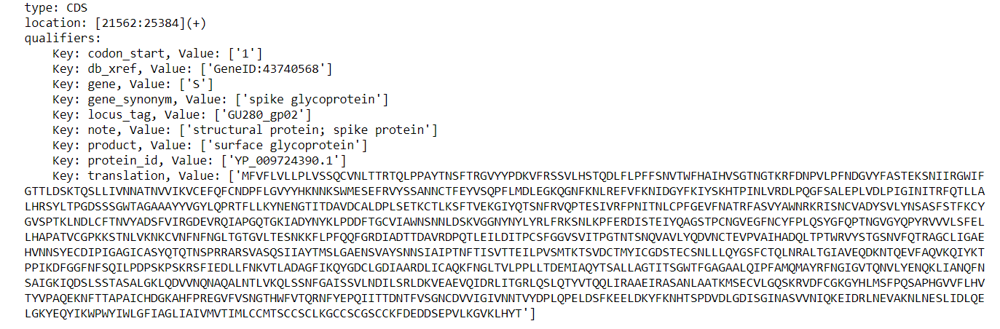 type: CDS
location: [21562:25384](+)
qualifiers:
Key: codon_start, Value: ['1']
Key: db_xref, Value: ['GeneID:43740568']
Key: gene, Value: ['S']
Key: gene_synonym, Value: ['spike glycoprotein']
Key: locus_tag, Value: ['GU280_gp02']
Key: note, Value: ['structural protein; spike protein']
Key: product, Value: ['surface glycoprotein']
Key: protein_id, Value: ['YP_009724390.1']
Key: translation, Value: ['MFVFLVLLPLVSSQCVNLTTRTQLPPAYTNSFTRGVYYPDKVFRSSVLHSTQDLFLPFFSNVTWFHAIHVSGTNGTKRFDNPVLPFNDGVYFASTEKSNIIRGWIF
GTTLDSKTQSLLIVNNATNVVIKVCEFQFCNDPFLGVYYHKNNKSWMESEFRVYSSANNCTFEYVSQPFLMDLEGKQGNFKNLREFVFKNIDGYFKIYSKHTPINLVRDLPQGFSALEPLVDLPIGINITRFQTLLA
LHRSYLTPGDSSSGWTAGAAAYYVGYLQPRTFLLKYNENGTITDAVDCALDPLSETKCTLKSFTVEKGIYQTSNFRVQPTESIVRFPNITNLCPFGEVFNATRFASVYAWNRKRISNCVADYSVLYNSASFSTFKCY
GVSPTKLNDLCFTNVYADSFVIRGDEVRQIAPGQTGKIADYNYKLPDDFTGCVIAWNSNNLDSKVGGNYNYLYRLFRKSNLKPFERDISTEIYQAGSTPCNGVEGFNCYFPLQSYGFQPTNGVGYQPYRVVVLSFEL
LHAPATVCGPKKSTNLVKNKCVNFNFNGLTGTGVLTESNKKFLPFQQFGRDIADTTDAVRDPQTLEILDITPCSFGGVSVITPGTNTSNQVAVLYQDVNCTEVPVAIHADQLTPTWRVYSTGSNVFQTRAGCLIGAE
HVNNSYECDIPIGAGICASYQTQTNSPRRARSVASQSIIAYTMSLGAENSVAYSNNSIAIPTNFTISVTTEILPVSMTKTSVDCTMYICGDSTECSNLLLQYGSFCTQLNRALTGIAVEQDKNTQEVFAQVKQIYKT
PPIKDFGGFNFSQILPDPSKPSKRSFIEDLLFNKVTLADAGFIKQYGDCLGDIAARDLICAQKFNGLTVLPPLLTDEMIAQYTSALLAGTITSGWTFGAGAALQIPFAMQMAYRFNGIGVTQNVLYENQKLIANQFN
SAIGKIQDSLSSTASALGKLQDVVNQNAQALNTLVKQLSSNFGAISSVLNDILSRLDKVEAEVQIDRLITGRLQSLQTYVTQQLIRAAEIRASANLAATKMSECVLGQSKRVDFCGKGYHLMSFPQSAPHGVVFLHV
TYVPAQEKNFTTAPAICHDGKAHFPREGVFVSNGTHWFVTQRNFYEPQIITTDNTFVSGNCDVVIGIVNNTVYDPLQPELDSFKEELDKYFKNHTSPDVDLGDISGINASVVNIQKEIDRLNEVAKNLNESLIDLQE
LGKYEQYIKWPWYIWLGFIAGLIAIVMVTIMLCCMTSCCSCLKGCCSCGSCCKFDEDDSEPVLKGVKLHYT']